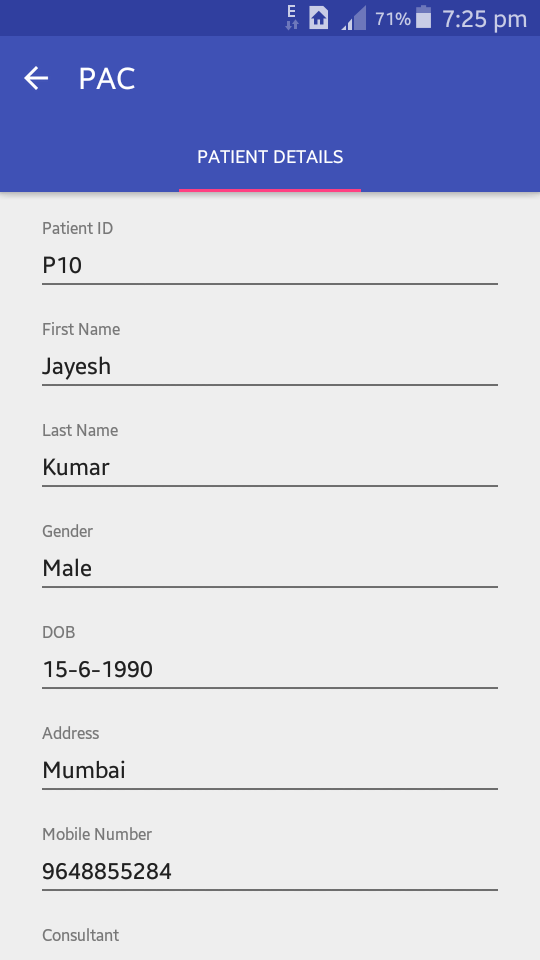 E 71% 7:25 pm
PAC
PATIENT DETAILS
Patient ID
P10
First Name
Jayesh
Last Name
Kumar
Gender
Male
DOB
15-6-1990
Address
Mumbai
Mobile Number
9648855284
Consultant